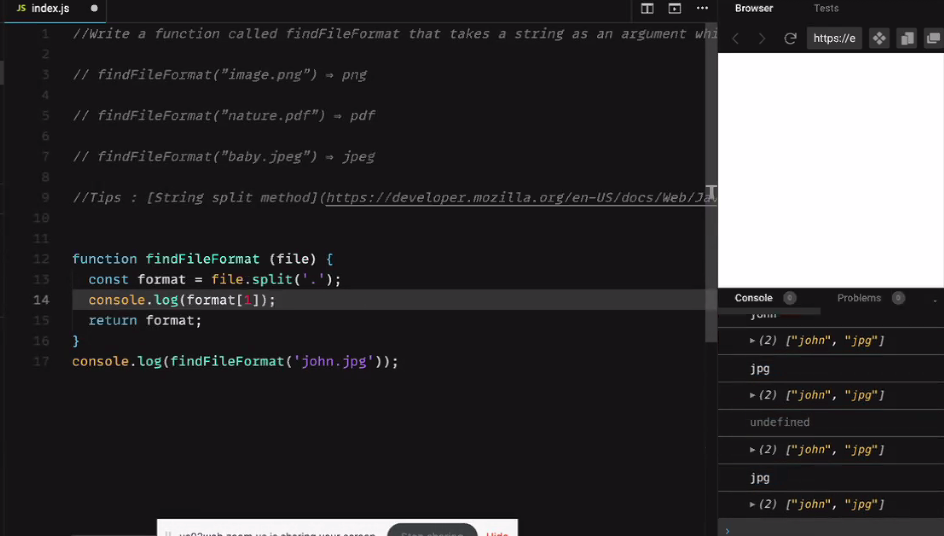 JS index.js
Browser Tests
https://e
1 //Write a function called findFileFormat that takes a string as an argument whi
2
3 // findFileFormat(”image.png”) ⇒ png
4
5 // findFileFormat(”nature.pdf”) ⇒ pdf
6
7 // findFileFormat(”baby.jpeg”) ⇒ jpeg
8
9 //Tips : [String split method](https://developer.mozilla.org/en-US/docs/Web/Ja
10
11
12 function findFileFormat (file) {
13 const format = file.split('.');
14 console.log(format[1]);
15 return format;
16 }
17 console.log(findFileFormat('john.jpg'));
Console 0 Problems 0
john
▸(2) ["john", "jpg"]
jpg
▸(2) ["john", "jpg"]
undefined
▸(2) ["john", "jpg"]
jpg
▸(2) ["john", "jpg"]
›
us02web.zoom.us is sharing your screen. Stop sharing Hide